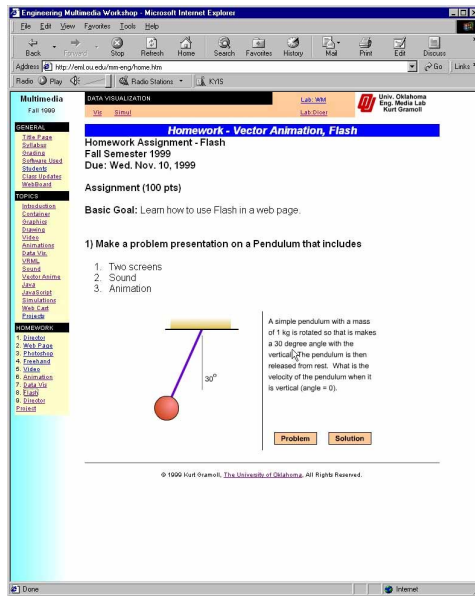 Engineering Multimedia Workshop - Microsoft Internet Explorer
File Edit View Favorites Tools Help
Back Forward Stop Refresh Home Search Favorites History Mail Print Edit Discuss
Address http://eml.ou.edu/mm-eng/home.htm Go Links
Radio Play Radio Stations KYIS
Multimedia
Fall 1999
DATA VISUALIZATION
Vis Simul
Lab: WM
Lab Dicer
Univ. Oklahoma
Eng. Media Lab
Kurt Gramoll
GENERAL
Title Page
Syllabus
Grading
Software Used
Students
Class Updates
WebBoard
TOPICS
Introduction
Container
Graphics
Drawing
Video
Animations
Data Vis.
VRML
Sound
Vector Anime
Java
JavaScript
Simulations
Web Cast
Projects
HOMEWORK
1. Director
2. Web Page
3. Photoshop
4. Freehand
5. Video
6. Animation
7. Data Vis
8. Flash
9. Director
Project
Homework - Vector Animation, Flash
Homework Assignment - Flash
Fall Semester 1999
Due: Wed. Nov. 10, 1999
Assignment (100 pts)
Basic Goal: Learn how to use Flash in a web page.
1) Make a problem presentation on a Pendulum that includes
1. Two screens
2. Sound
3. Animation
30°
A simple pendulum with a mass
of 1 kg is rotated so that is makes
a 30 degree angle with the
vertical. The pendulum is then
released from rest. What is the
velocity of the pendulum when it
is vertical (angle = 0).
Problem Solution
© 1999 Kurt Gramoll, The University of Oklahoma, All Rights Reserved.
Done Internet